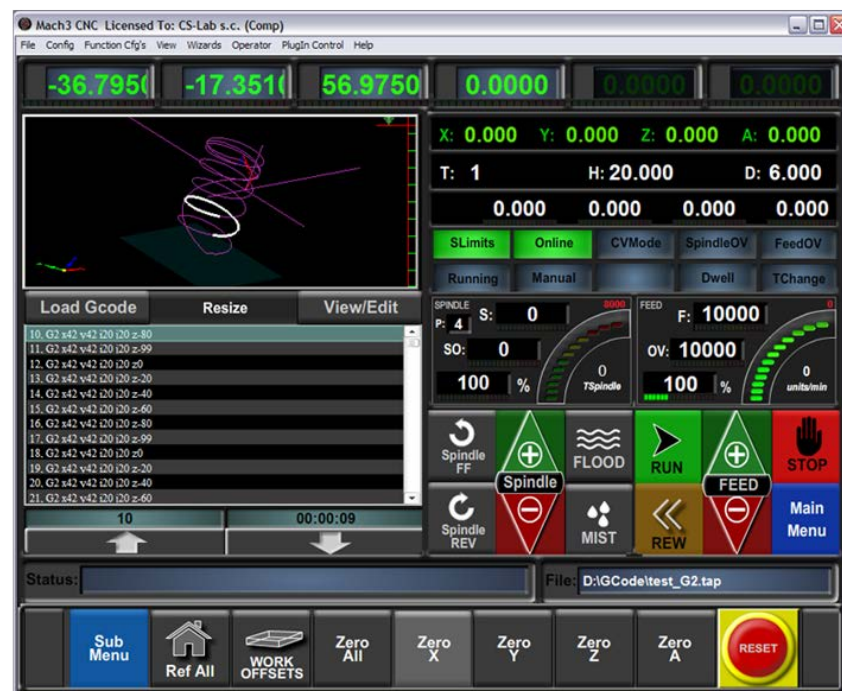 Mach3 CNC Licensed To: CS-Lab s.c. (Comp)
File Config Function Cfg's View Wizards Operator PlugIn Control Help
-36.7950 -17.3510 56.9750 0.0000 0.0000 0.0000
X: 0.000 Y: 0.000 Z: 0.000 A: 0.000
T: 1 H: 20.000 D: 6.000
0.000 0.000 0.000 0.000
SLimits Online CVMode SpindleOV FeedOV
Running Manual Dwell TChange
Load Gcode Resize View/Edit
10. G2 x42 y42 i20 j20 z-80
11. G2 x42 y42 i20 j20 z-99
12. G2 x42 y42 i20 j20 z0
13. G2 x42 y42 i20 j20 z-20
14. G2 x42 y42 i20 j20 z-40
15. G2 x42 y42 i20 j20 z-60
16. G2 x42 y42 i20 j20 z-80
17. G2 x42 y42 i20 j20 z-99
18. G2 x42 y42 i20 j20 z0
19. G2 x42 y42 i20 j20 z-20
20. G2 x42 y42 i20 j20 z-40
21. G2 x42 y42 i20 j20 z-60
10 00:00:09
SPINDLE 8000
P: 4 S: 0
SO: 0
100 %
0
TSpindle
FEED 0
F: 10000
OV: 10000
100 %
0
units/min
Spindle FF
Spindle
FLOOD
RUN
FEED
STOP
Spindle REV
MIST
REW
Main Menu
Status:
File: D:\GCode\test_G2.tap
Sub Menu
Ref All
WORK OFFSETS
Zero All
Zero X
Zero Y
Zero Z
Zero A
RESET